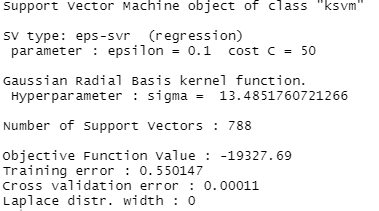 Support Vector Machine object of class "ksvm"
SV type: eps-svr  (regression)
parameter : epsilon = 0.1  cost C = 50
Gaussian Radial Basis kernel function.
Hyperparameter : sigma =  13.4851760721266
Number of Support Vectors : 788
Objective Function Value : -19327.69
Training error : 0.550147
Cross validation error : 0.00011
Laplace distr. width : 0